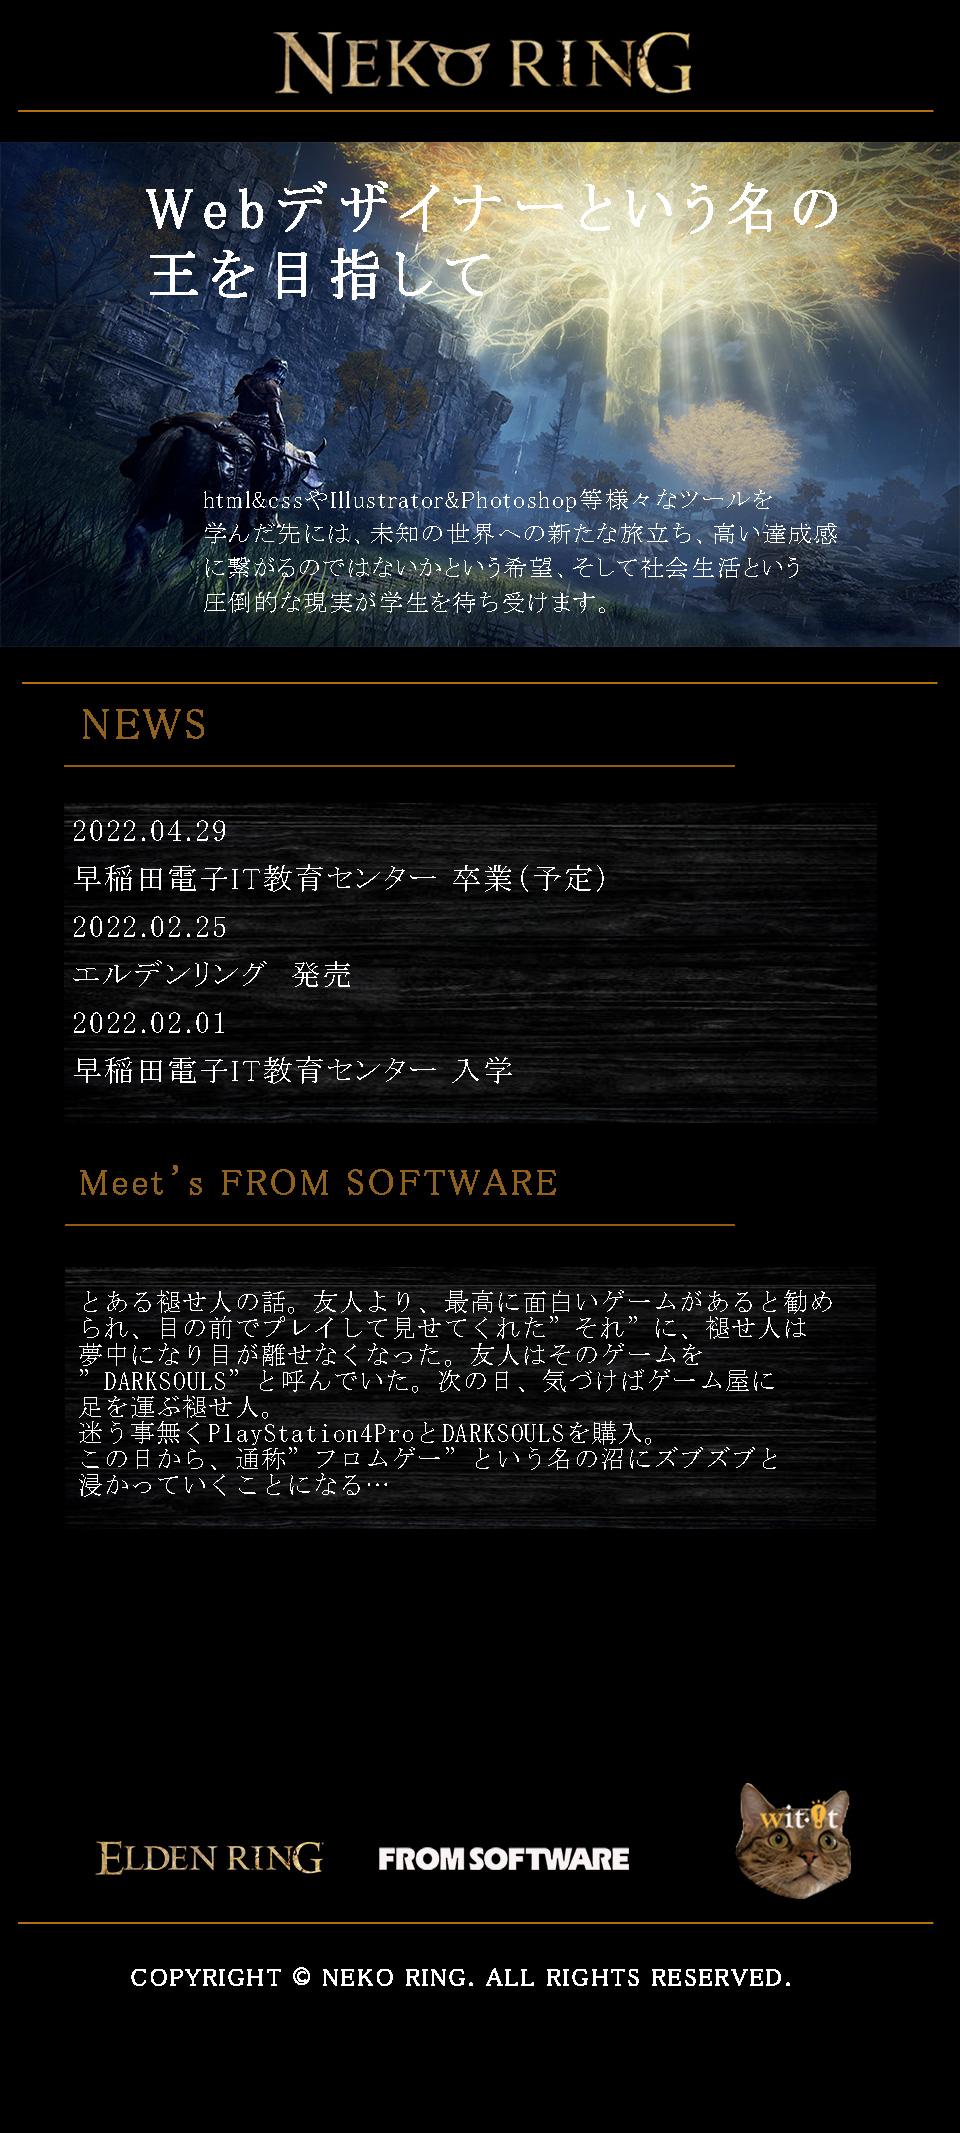 NEKO RING
Webデザイナーという名の
王を目指して
html&cssやIllustrator&Photoshop等様々なツールを
学んだ先には、未知の世界への新たな旅立ち、高い達成感
に繋がるのではないかという希望、そして社会生活という
圧倒的な現実が学生を待ち受けます。
NEWS
2022.04.29
早稲田電子IT教育センター 卒業(予定)
2022.02.25
エルデンリング　発売
2022.02.01
早稲田電子IT教育センター 入学
Meet’s FROM SOFTWARE
とある褪せ人の話。友人より、最高に面白いゲームがあると勧め
られ、目の前でプレイして見せてくれた”それ”に、褪せ人は
夢中になり目が離せなくなった。友人はそのゲームを
”DARKSOULS”と呼んでいた。次の日、気づけばゲーム屋に
足を運ぶ褪せ人。
迷う事無くPlayStation4ProとDARKSOULSを購入。
この日から、通称”フロムゲー”という名の沼にズブズブと
浸かっていくことになる…
wit·!t
ELDEN RING
FROMSOFTWARE
COPYRIGHT © NEKO RING. ALL RIGHTS RESERVED.